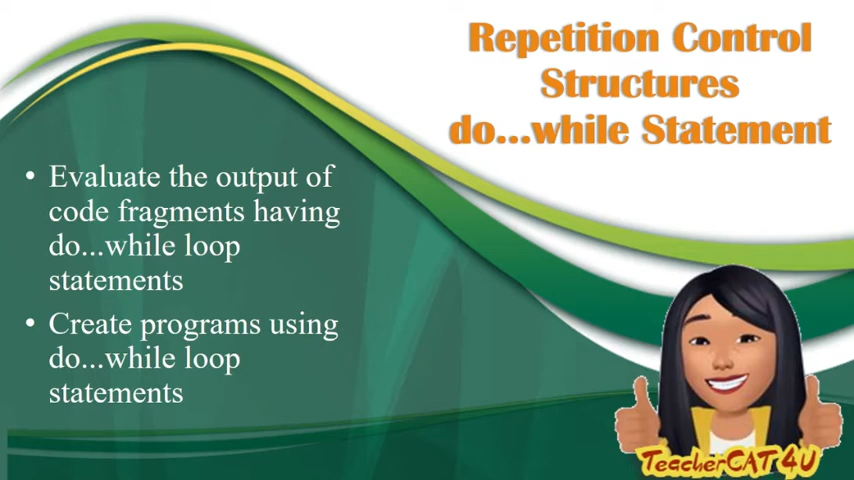 Repetition Control
Structures
do...while Statement
• Evaluate the output of
code fragments having
do...while loop
statements
• Create programs using
do...while loop
statements
TeacherCAT4U